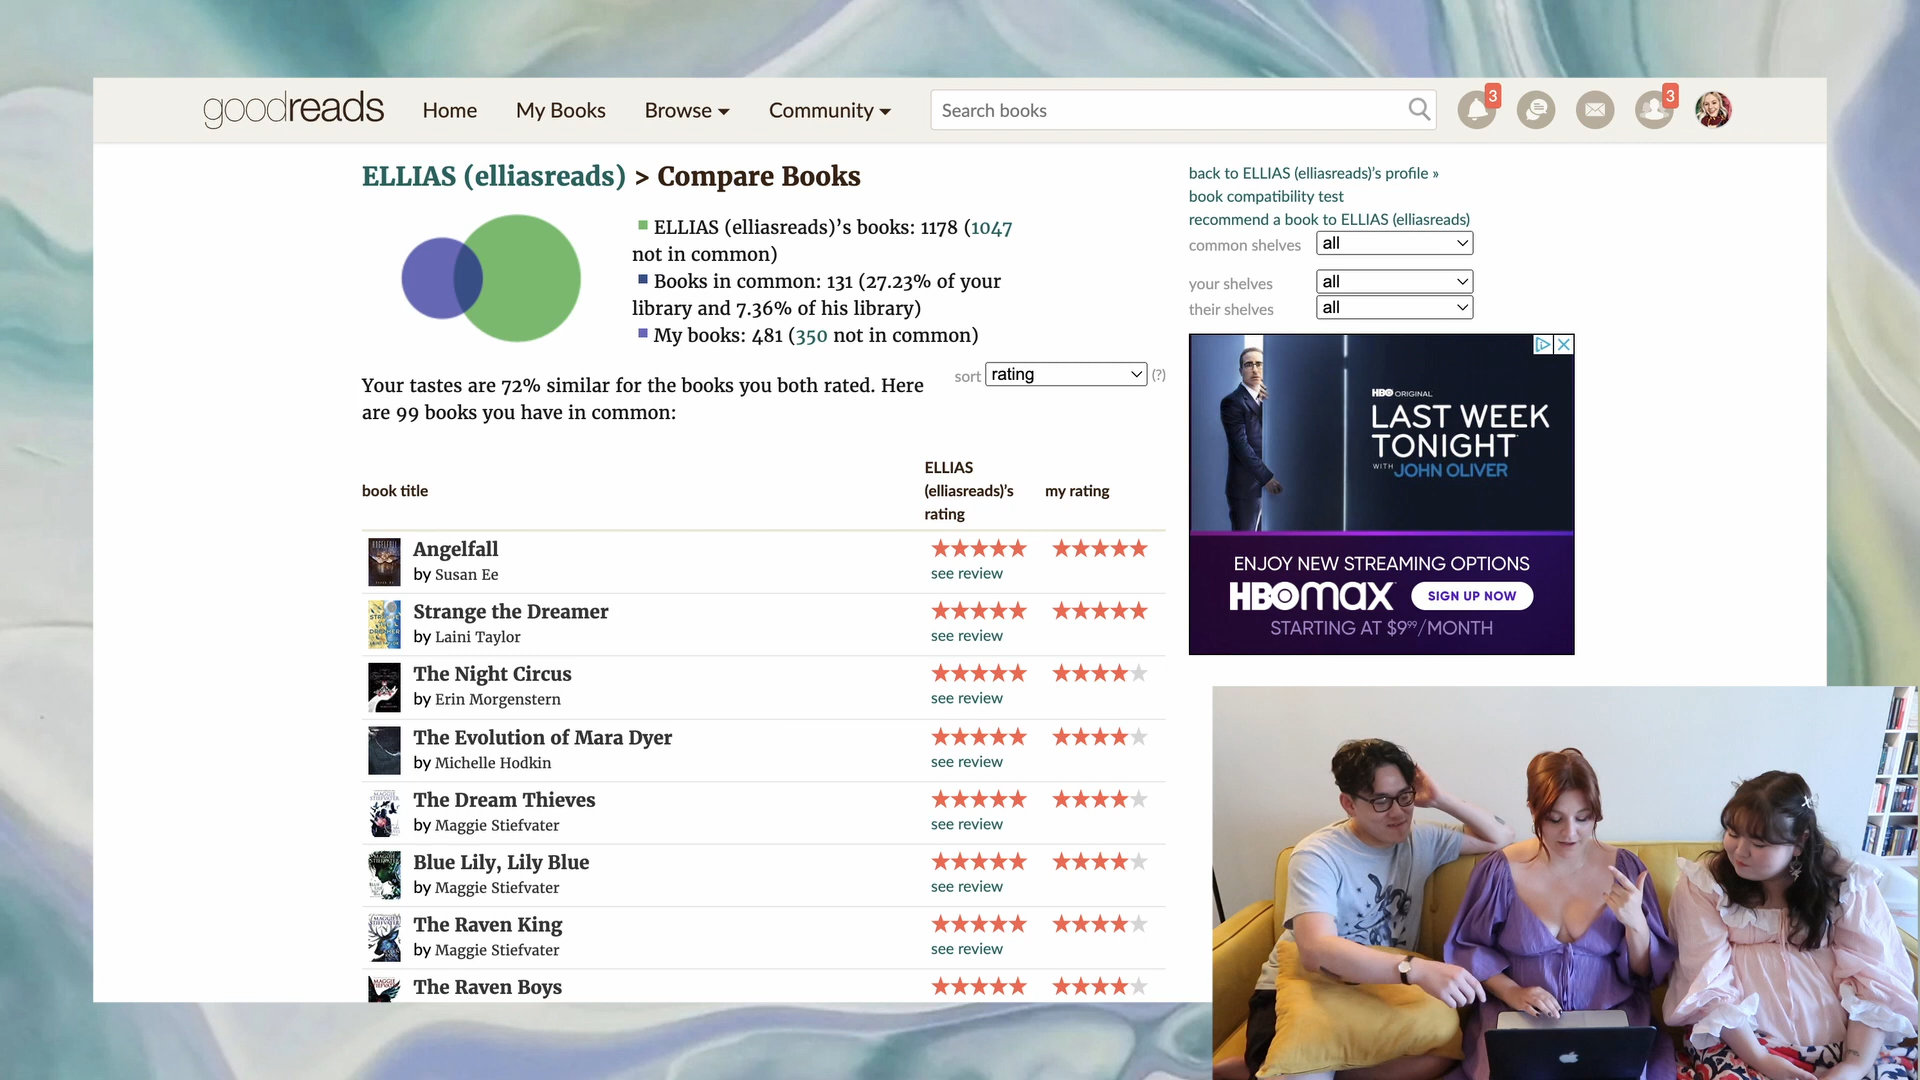 goodreads
Home
My Books
Browse
Community
Search books
3
3
ELLIAS (elliasreads) > Compare Books
ELLIAS (elliasreads)’s books: 1178 (1047
not in common)
Books in common: 131 (27.23% of your
library and 7.36% of his library)
My books: 481 (350 not in common)
Your tastes are 72% similar for the books you both rated. Here
are 99 books you have in common:
sort
rating
(?)
back to ELLIAS (elliasreads)’s profile »
book compatibility test
recommend a book to ELLIAS (elliasreads)
common shelves
all
your shelves
all
their shelves
all
HBO ORIGINAL
LAST WEEK
TONIGHT
WITH JOHN OLIVER
ENJOY NEW STREAMING OPTIONS
HBOmax
SIGN UP NOW
STARTING AT $9⁹⁹/MONTH
book title
ELLIAS
(elliasreads)’s
rating
my rating
Angelfall
by Susan Ee
see review
Strange the Dreamer
by Laini Taylor
see review
The Night Circus
by Erin Morgenstern
see review
The Evolution of Mara Dyer
by Michelle Hodkin
see review
The Dream Thieves
by Maggie Stiefvater
see review
Blue Lily, Lily Blue
by Maggie Stiefvater
see review
The Raven King
by Maggie Stiefvater
see review
The Raven Boys